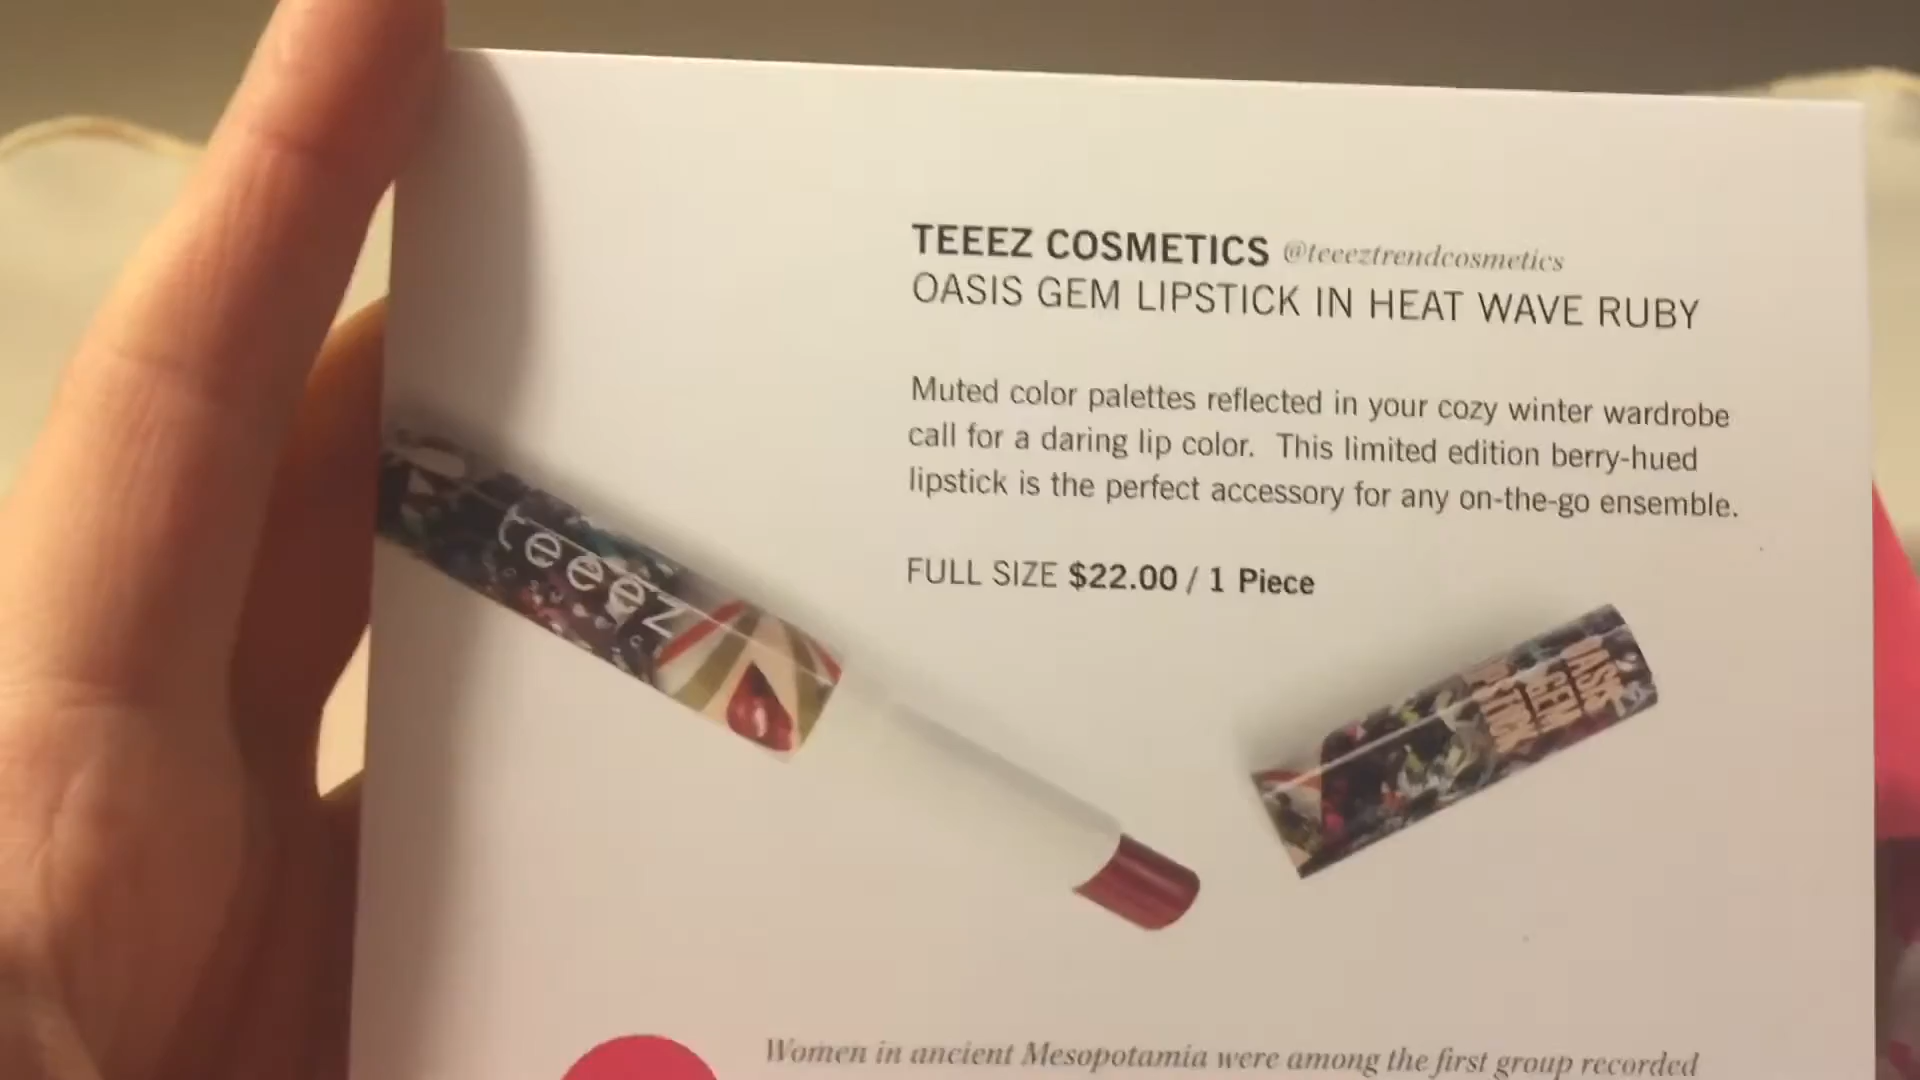 TEEEZ COSMETICS @teeeztrendcosmetics
OASIS GEM LIPSTICK IN HEAT WAVE RUBY
Muted color palettes reflected in your cozy winter wardrobe
call for a daring lip color. This limited edition berry-hued
lipstick is the perfect accessory for any on-the-go ensemble.
FULL SIZE $22.00 / 1 Piece
Teeez
OASIS
GEM
LIPSTICK
Women in ancient Mesopotamia were among the first group recorded